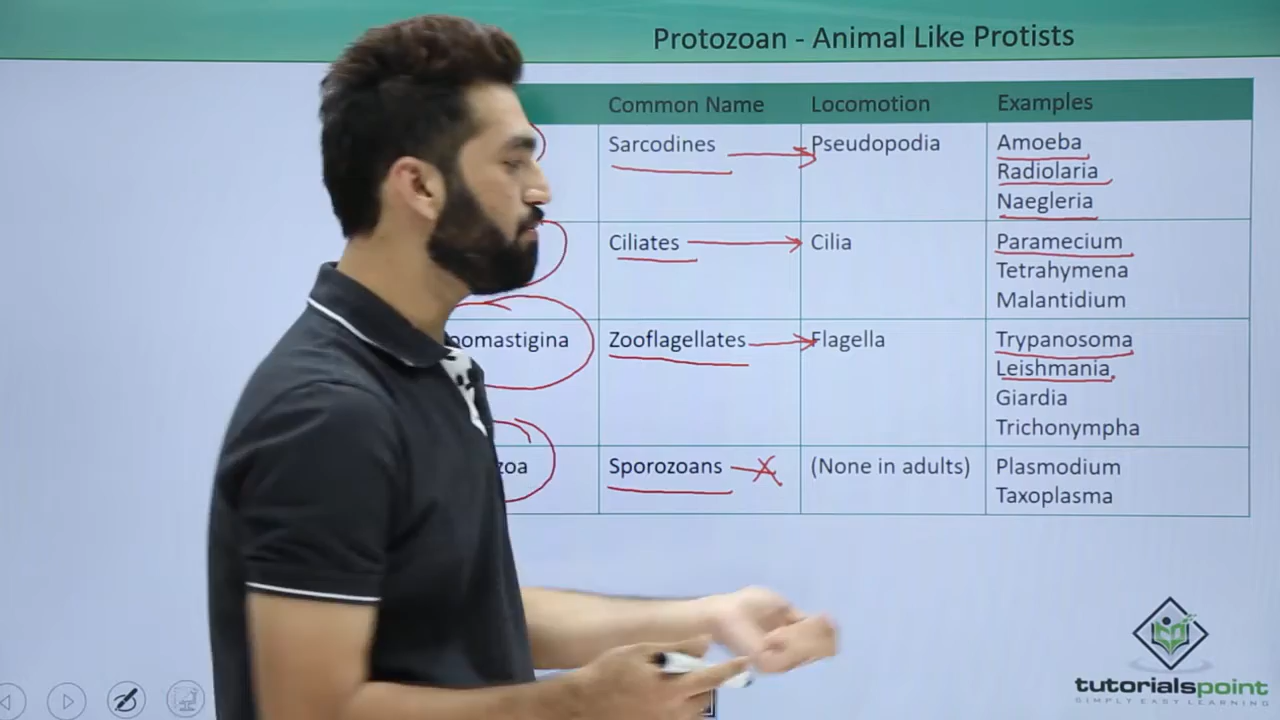 Protozoan - Animal Like Protists
Common Name Locomotion Examples
Sarcodines Pseudopodia Amoeba
Radiolaria
Naegleria
Ciliates Cilia Paramecium
Tetrahymena
Malantidium
oomastigina Zooflagellates Flagella Trypanosoma
Leishmania
Giardia
Trichonympha
zoa Sporozoans (None in adults) Plasmodium
Taxoplasma
tutorialspoint
SIMPLY EASY LEARNING